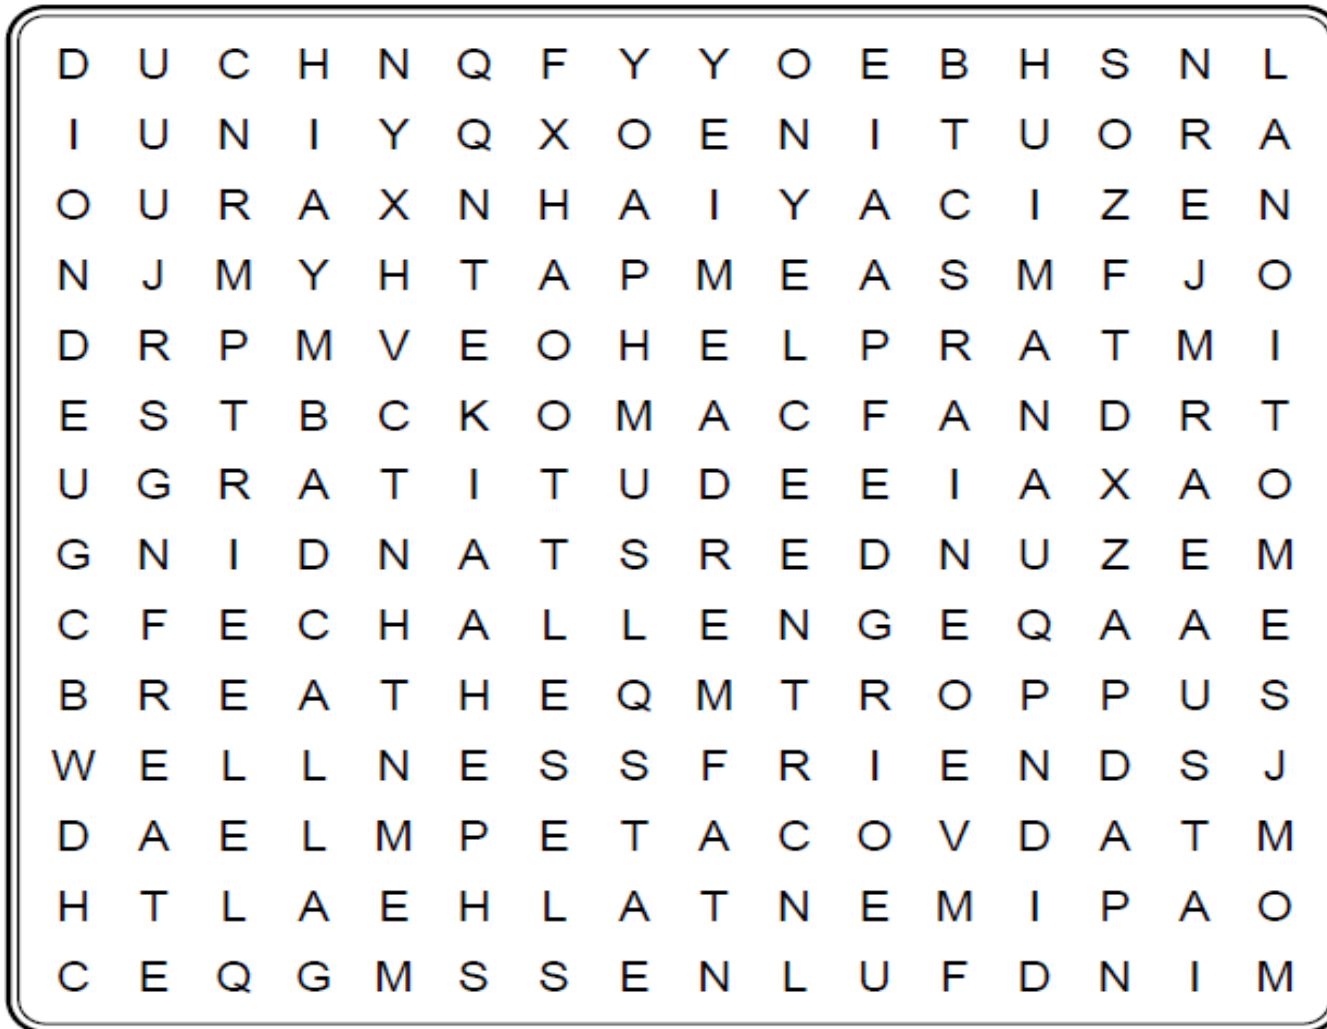 D U C H N Q F Y Y O E B H S N L
I U N I Y Q X O E N I T U O R A
O U R A X N H A I Y A C I Z E N
N J M Y H T A P M E A S M F J O
D R P M V E O H E L P R A T M I
E S T B C K O M A C F A N D R T
U G R A T I T U D E E I A X A O
G N I D N A T S R E D N U Z E M
C F E C H A L L E N G E Q A A E
B R E A T H E Q M T R O P P U S
W E L L N E S S F R I E N D S J
D A E L M P E T A C O V D A T M
H T L A E H L A T N E M I P A O
C E Q G M S S E N L U F D N I M